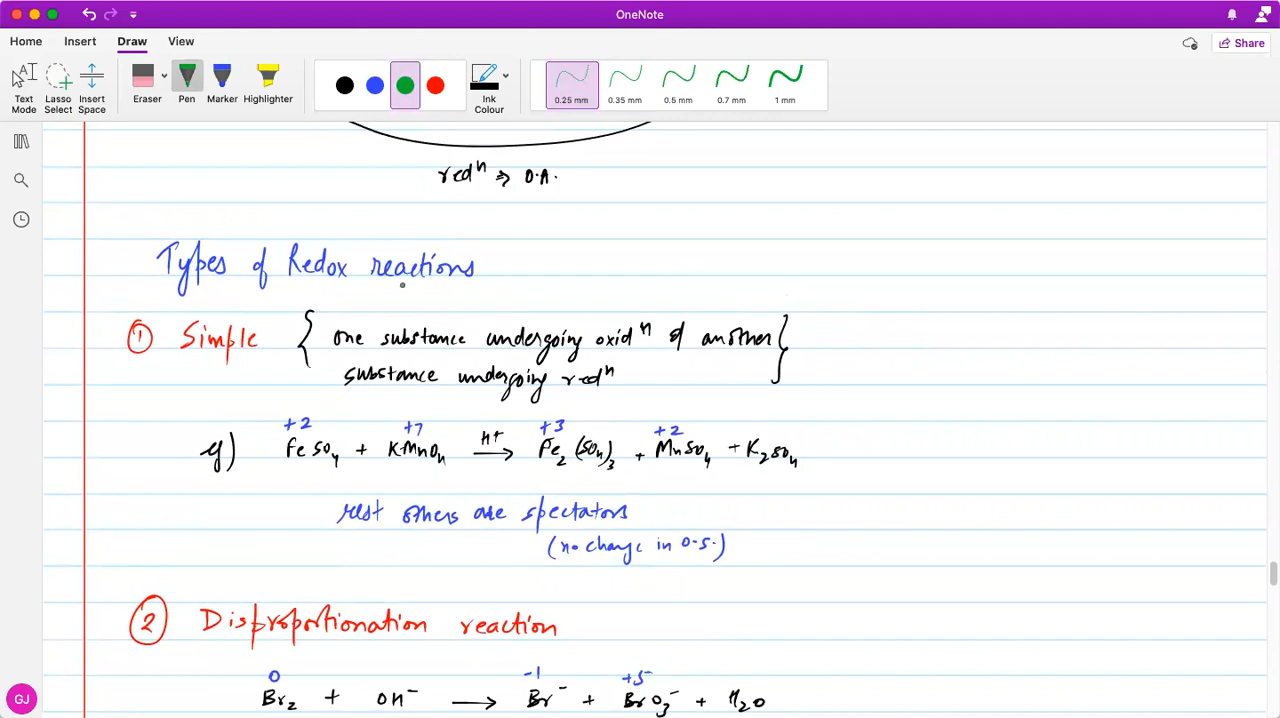 OneNote
Home Insert Draw View Share
Text Mode Lasso Select Insert Space Eraser Pen Marker Highlighter Ink Colour 0.25 mm 0.35 mm 0.5 mm 0.7 mm 1 mm
redⁿ ⇒ O.A.
Types of Redox reactions
① Simple { one substance undergoing oxidⁿ & another
substance undergoing redⁿ }
+2 +7 +3 +2
eg) FeSO₄ + KMnO₄ H⁺ → Fe₂(SO₄)₃ + MnSO₄ + K₂SO₄
rest others are spectators
(no change in O.S.)
② Disproportionation reaction
0 -1 +5
Br₂ + OH⁻ → Br⁻ + BrO₃⁻ + H₂O
GJ